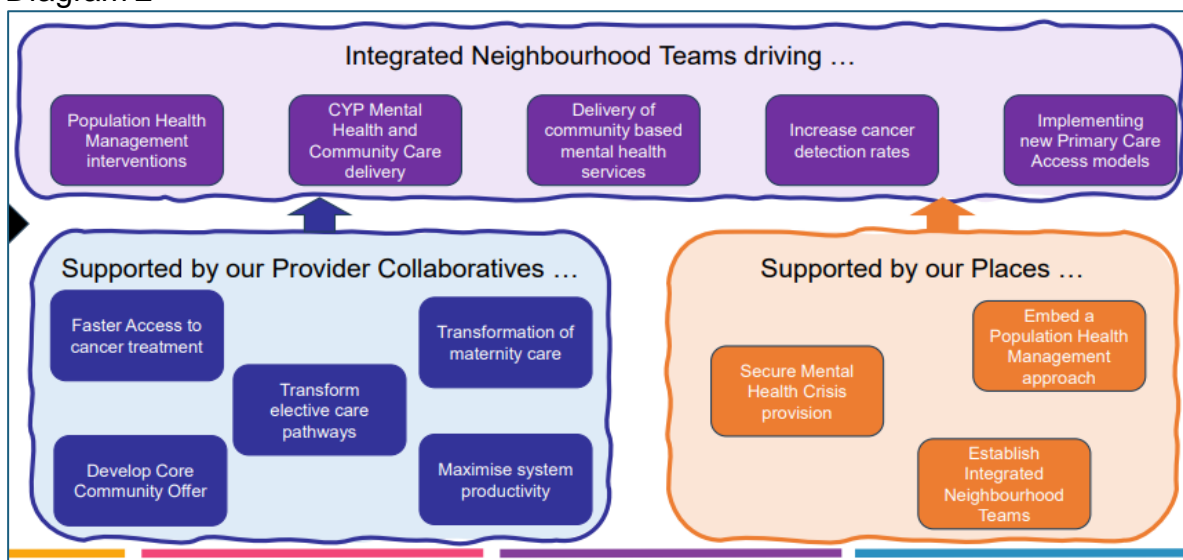 Integrated Neighbourhood Teams driving …
Population Health
Management
interventions
CYP Mental
Health and
Community Care
delivery
Delivery of
community based
mental health
services
Increase cancer
detection rates
Implementing
new Primary Care
Access models
Supported by our Provider Collaboratives …
Faster Access to
cancer treatment
Transformation of
maternity care
Transform
elective care
pathways
Develop Core
Community Offer
Maximise system
productivity
Supported by our Places …
Embed a
Population Health
Management
approach
Secure Mental
Health Crisis
provision
Establish
Integrated
Neighbourhood
Teams